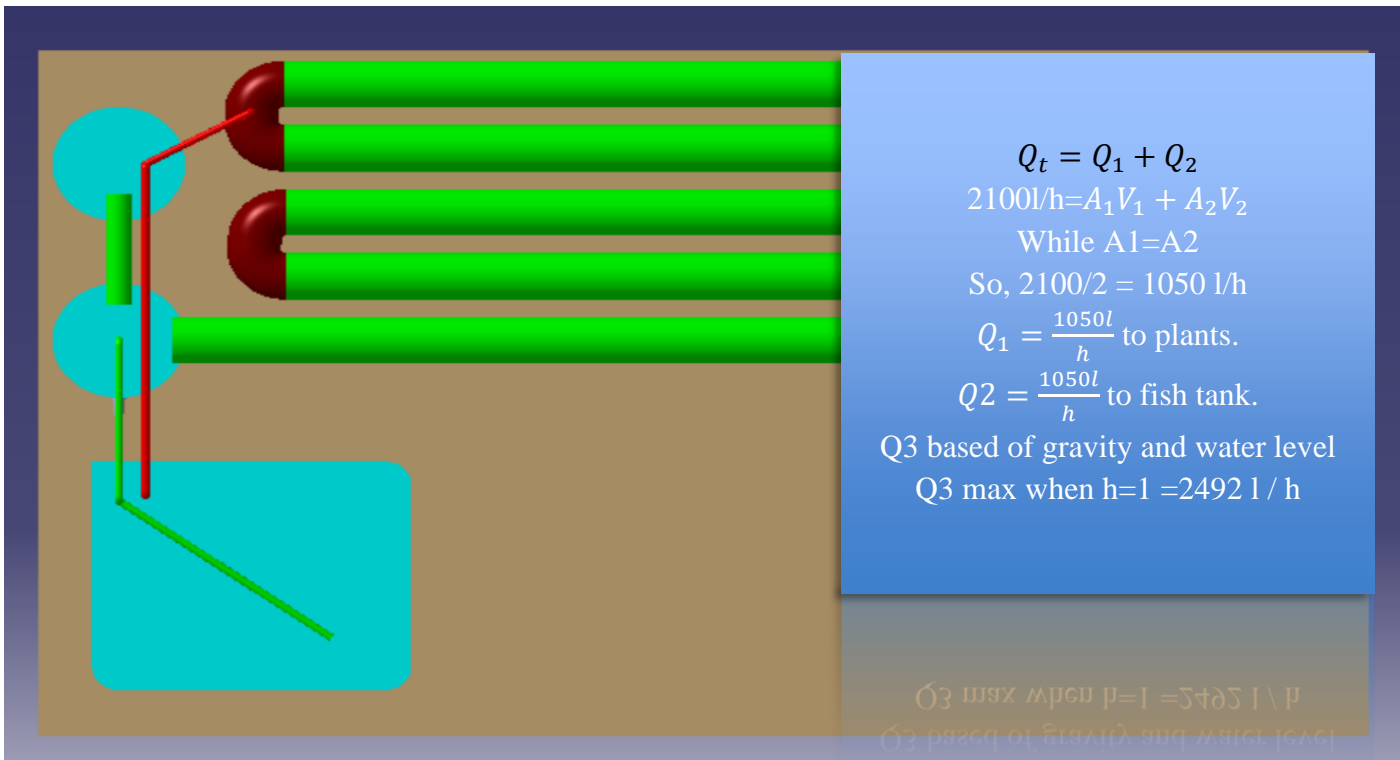 Qₜ = Q₁ + Q₂
2100l/h=A₁V₁ + A₂V₂
While A1=A2
So, 2100/2 = 1050 l/h
Q₁ = 1050l/h to plants.
Q2 = 1050l/h to fish tank.
Q3 based of gravity and water level
Q3 max when h=1 =2492 l / h